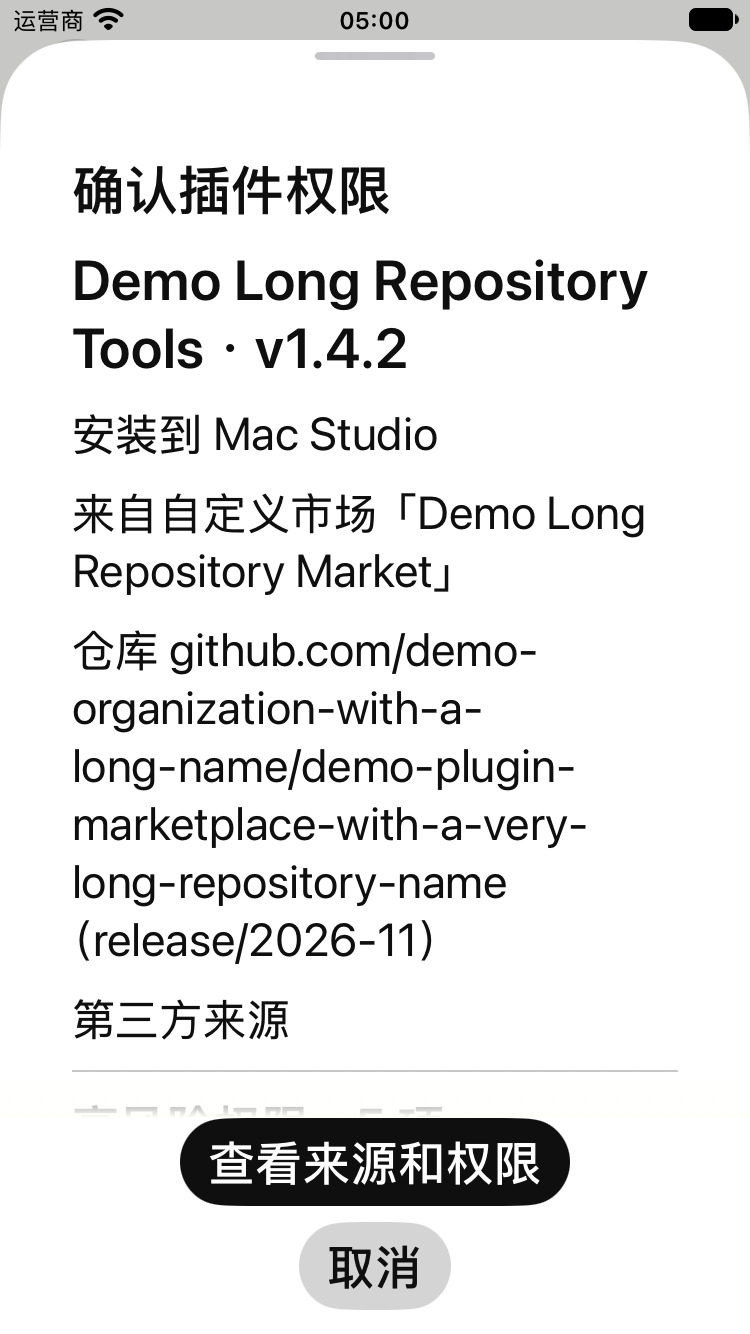 运营商
05:00
确认插件权限
Demo Long Repository
Tools · v1.4.2
安装到 Mac Studio
来自自定义市场「Demo Long
Repository Market」
仓库 github.com/demo-
organization-with-a-
long-name/demo-plugin-
marketplace-with-a-very-
long-repository-name
(release/2026-11)
第三方来源
查看来源和权限
取消